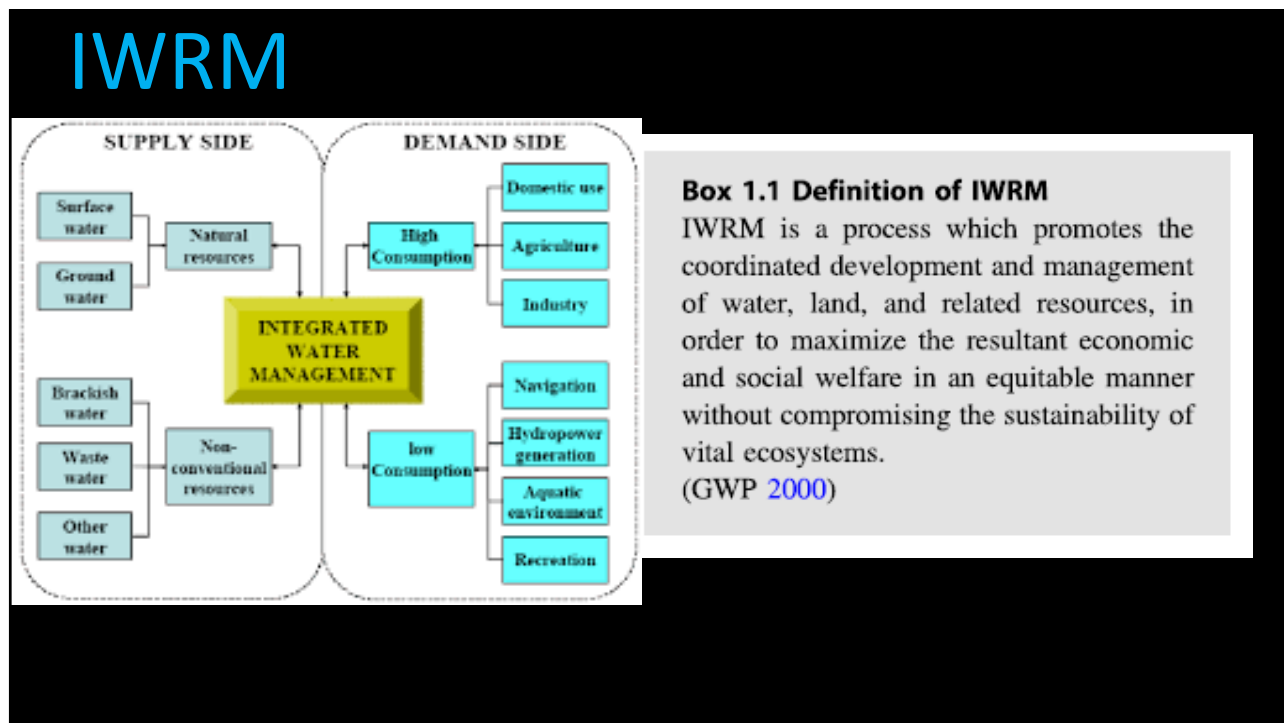 IWRM
SUPPLY SIDE
Surface
water
Ground
water
Natural
resources
Brackish
water
Waste
water
Other
water
Non-
conventional
resources
INTEGRATED
WATER
MANAGEMENT
DEMAND SIDE
High
Consumption
Domestic use
Agriculture
Industry
low
Consumption
Navigation
Hydropower
generation
Aquatic
environment
Recreation
Box 1.1 Definition of IWRM
IWRM is a process which promotes the
coordinated development and management
of water, land, and related resources, in
order to maximize the resultant economic
and social welfare in an equitable manner
without compromising the sustainability of
vital ecosystems.
(GWP 2000)